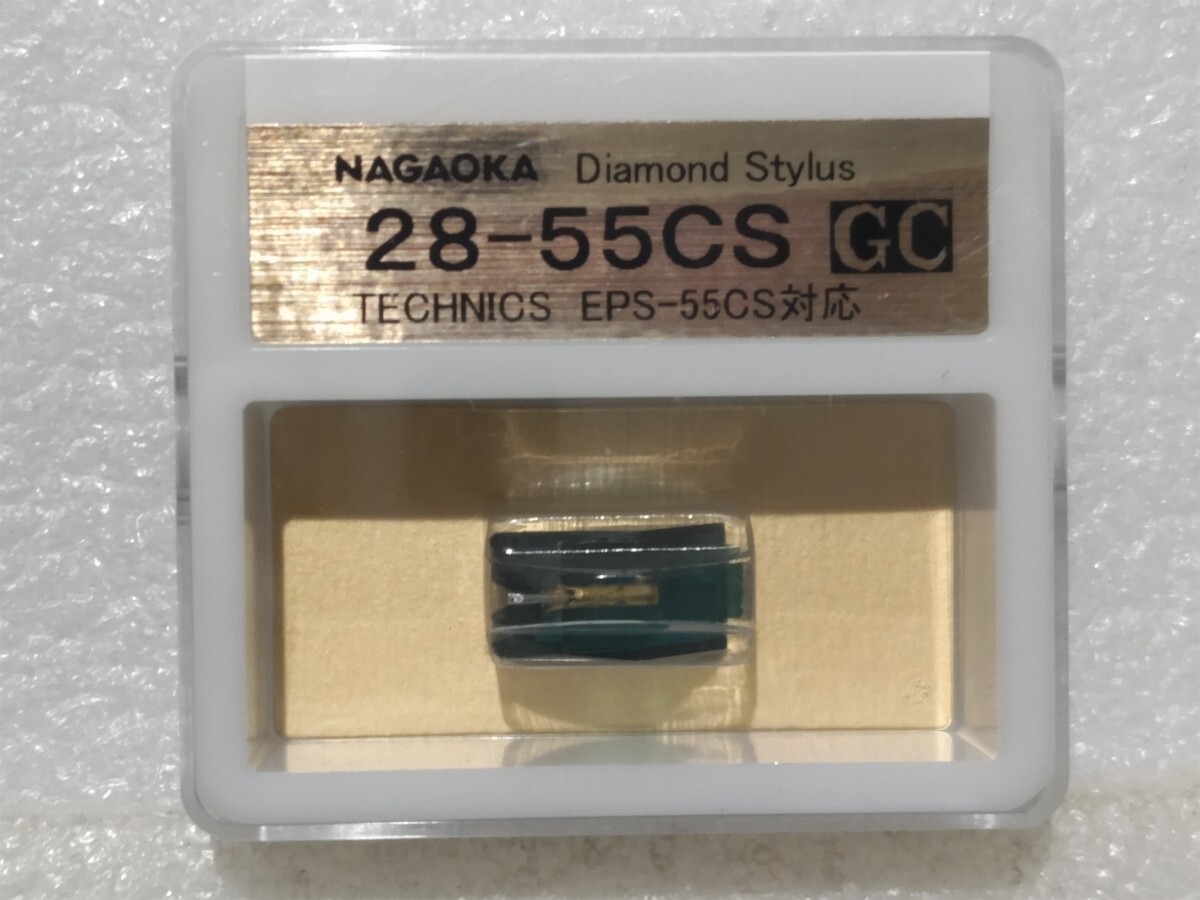 NAGAOKA Diamond Stylus
28-55CS GC
TECHNICS EPS-55CS対応